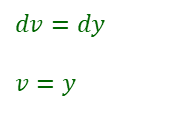 dv = dy
v = y